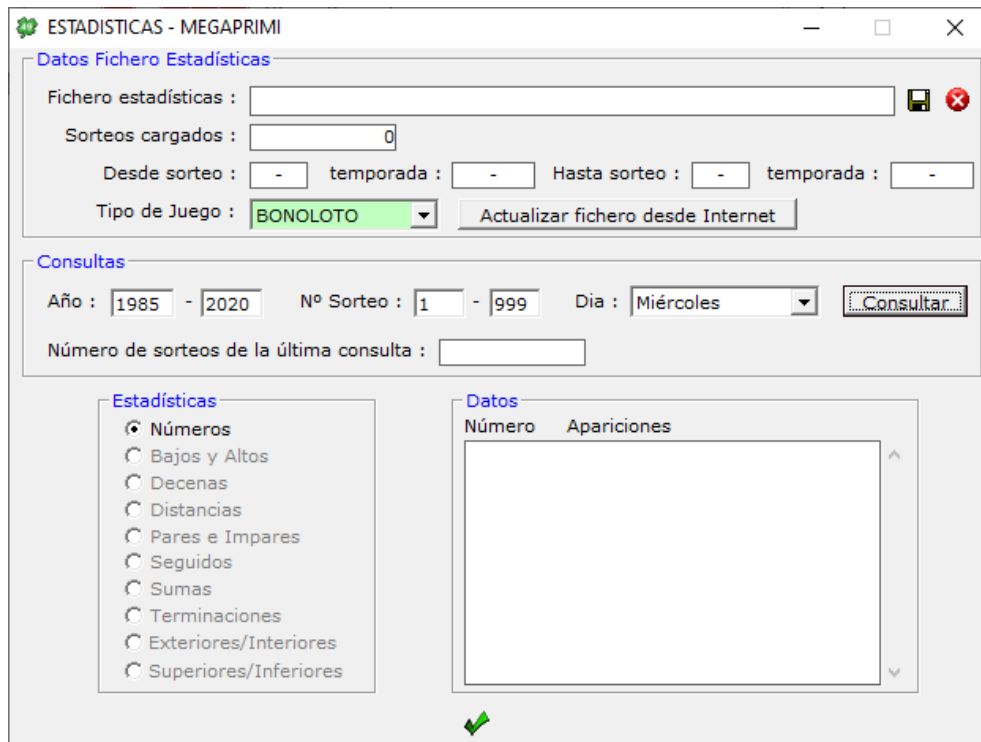 ESTADISTICAS - MEGAPRIMI
Datos Fichero Estadísticas
Fichero estadísticas :
Sorteos cargados : 0
Desde sorteo : - temporada : - Hasta sorteo : - temporada : -
Tipo de Juego : BONOLOTO Actualizar fichero desde Internet
Consultas
Año : 1985 - 2020 Nº Sorteo : 1 - 999 Dia : Miércoles Consultar
Número de sorteos de la última consulta :
Estadísticas
Números
Bajos y Altos
Decenas
Distancias
Pares e Impares
Seguidos
Sumas
Terminaciones
Exteriores/Interiores
Superiores/Inferiores
Datos
Número Apariciones